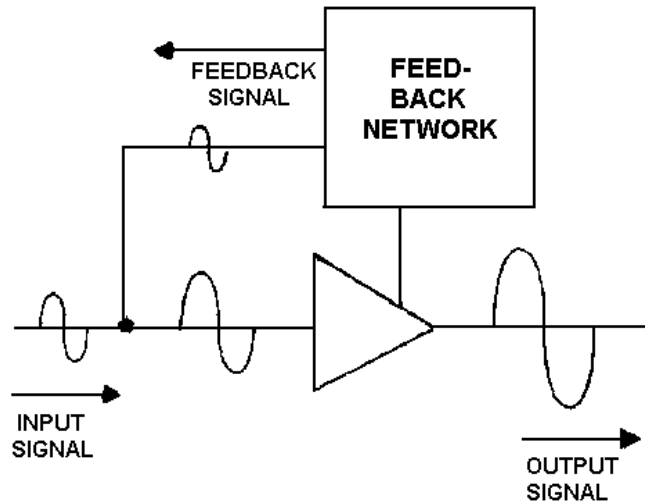 FEED-
BACK
NETWORK
FEEDBACK
SIGNAL
INPUT
SIGNAL
OUTPUT
SIGNAL